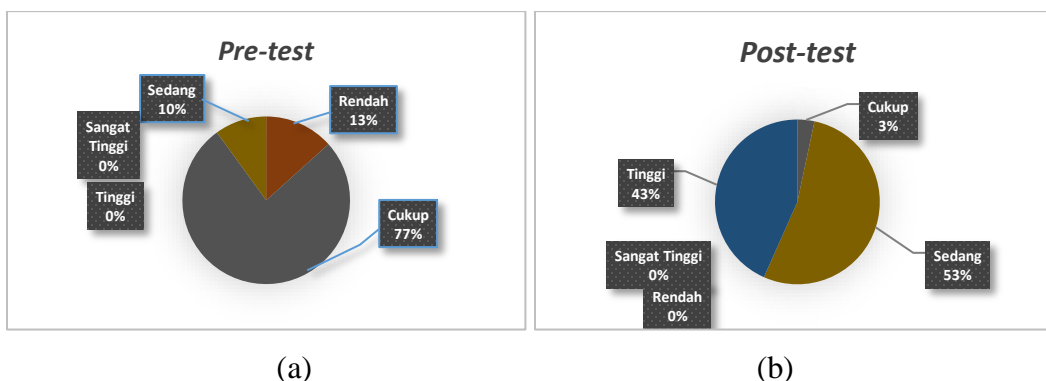 Pre-test
Sedang
10%
Rendah
13%
Sangat
Tinggi
0%
Tinggi
0%
Cukup
77%
(a)
Post-test
Cukup
3%
Tinggi
43%
Sangat Tinggi
0%
Rendah
0%
Sedang
53%
(b)